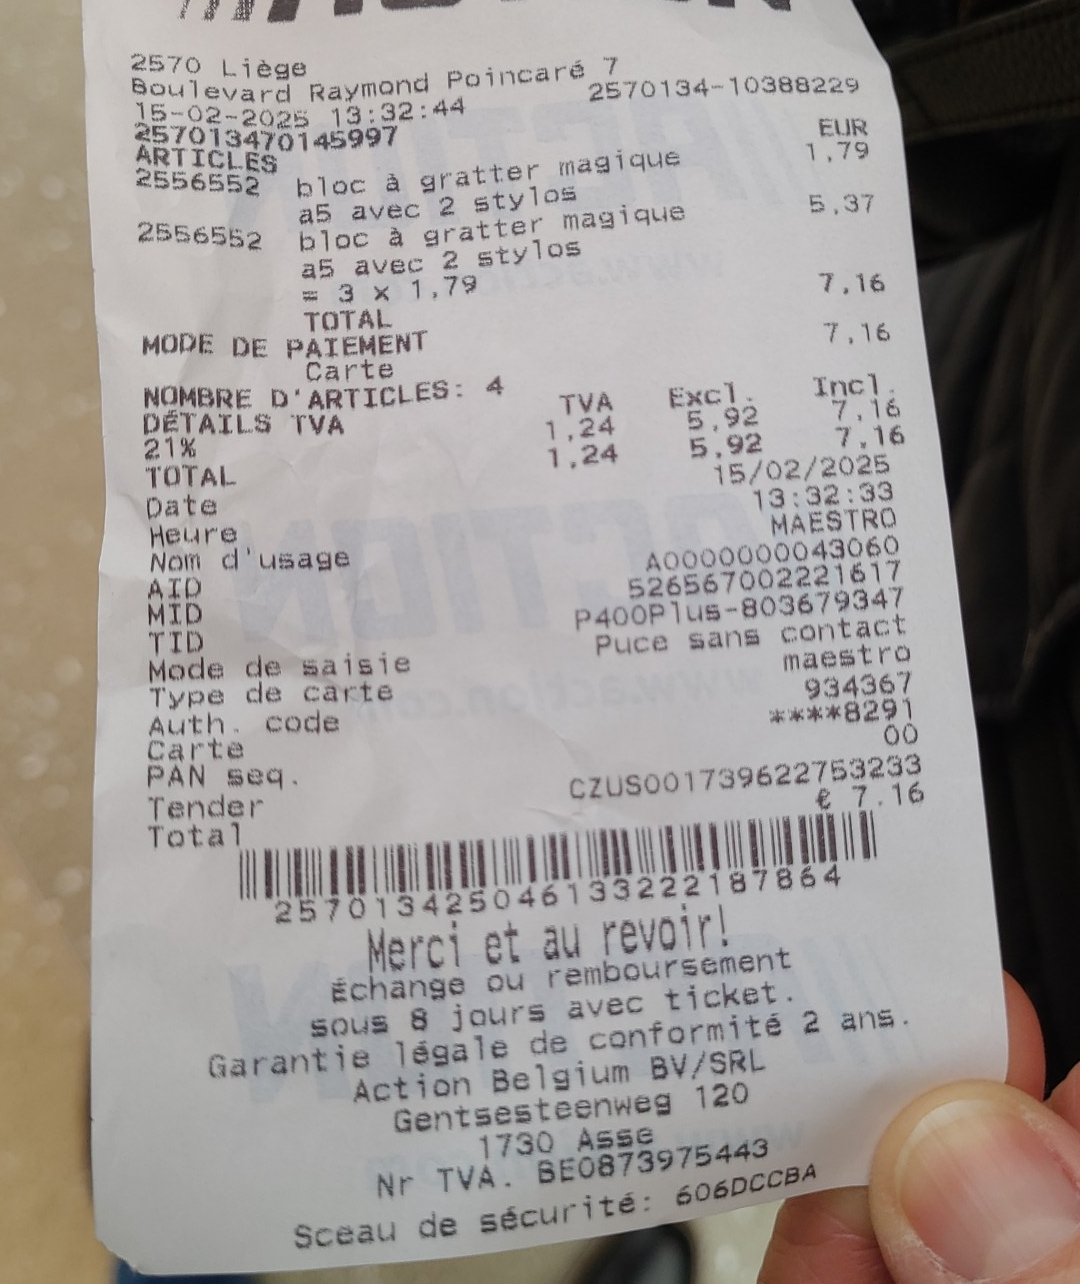 ///ACTION
2570 Liège
Boulevard Raymond Poincaré 7
15-02-2025 13:32:44 2570134-10388229
257013470145997
ARTICLES EUR
2556552 bloc à gratter magique 1,79
a5 avec 2 stylos
2556552 bloc à gratter magique 5,37
a5 avec 2 stylos
= 3 x 1,79
TOTAL 7,16
MODE DE PAIEMENT
Carte 7,16
NOMBRE D'ARTICLES: 4
DÉTAILS TVA TVA Excl. Incl.
21% 1,24 5,92 7,16
TOTAL 1,24 5,92 7,16
Date 15/02/2025
Heure 13:32:33
Nom d'usage MAESTRO
AID A0000000043060
MID 526567002221617
TID P400Plus-803679347
Mode de saisie Puce sans contact
Type de carte maestro
Auth. code 934367
Carte ****8291
PAN seq. 00
Tender CZUS001739622753233
Total € 7.16
2570134250461332221878​64
Merci et au revoir!
Échange ou remboursement
sous 8 jours avec ticket.
Garantie légale de conformité 2 ans.
Action Belgium BV/SRL
Gentsesteenweg 120
1730 Asse
Nr TVA. BE0873975443
Sceau de sécurité: 606DCCBA